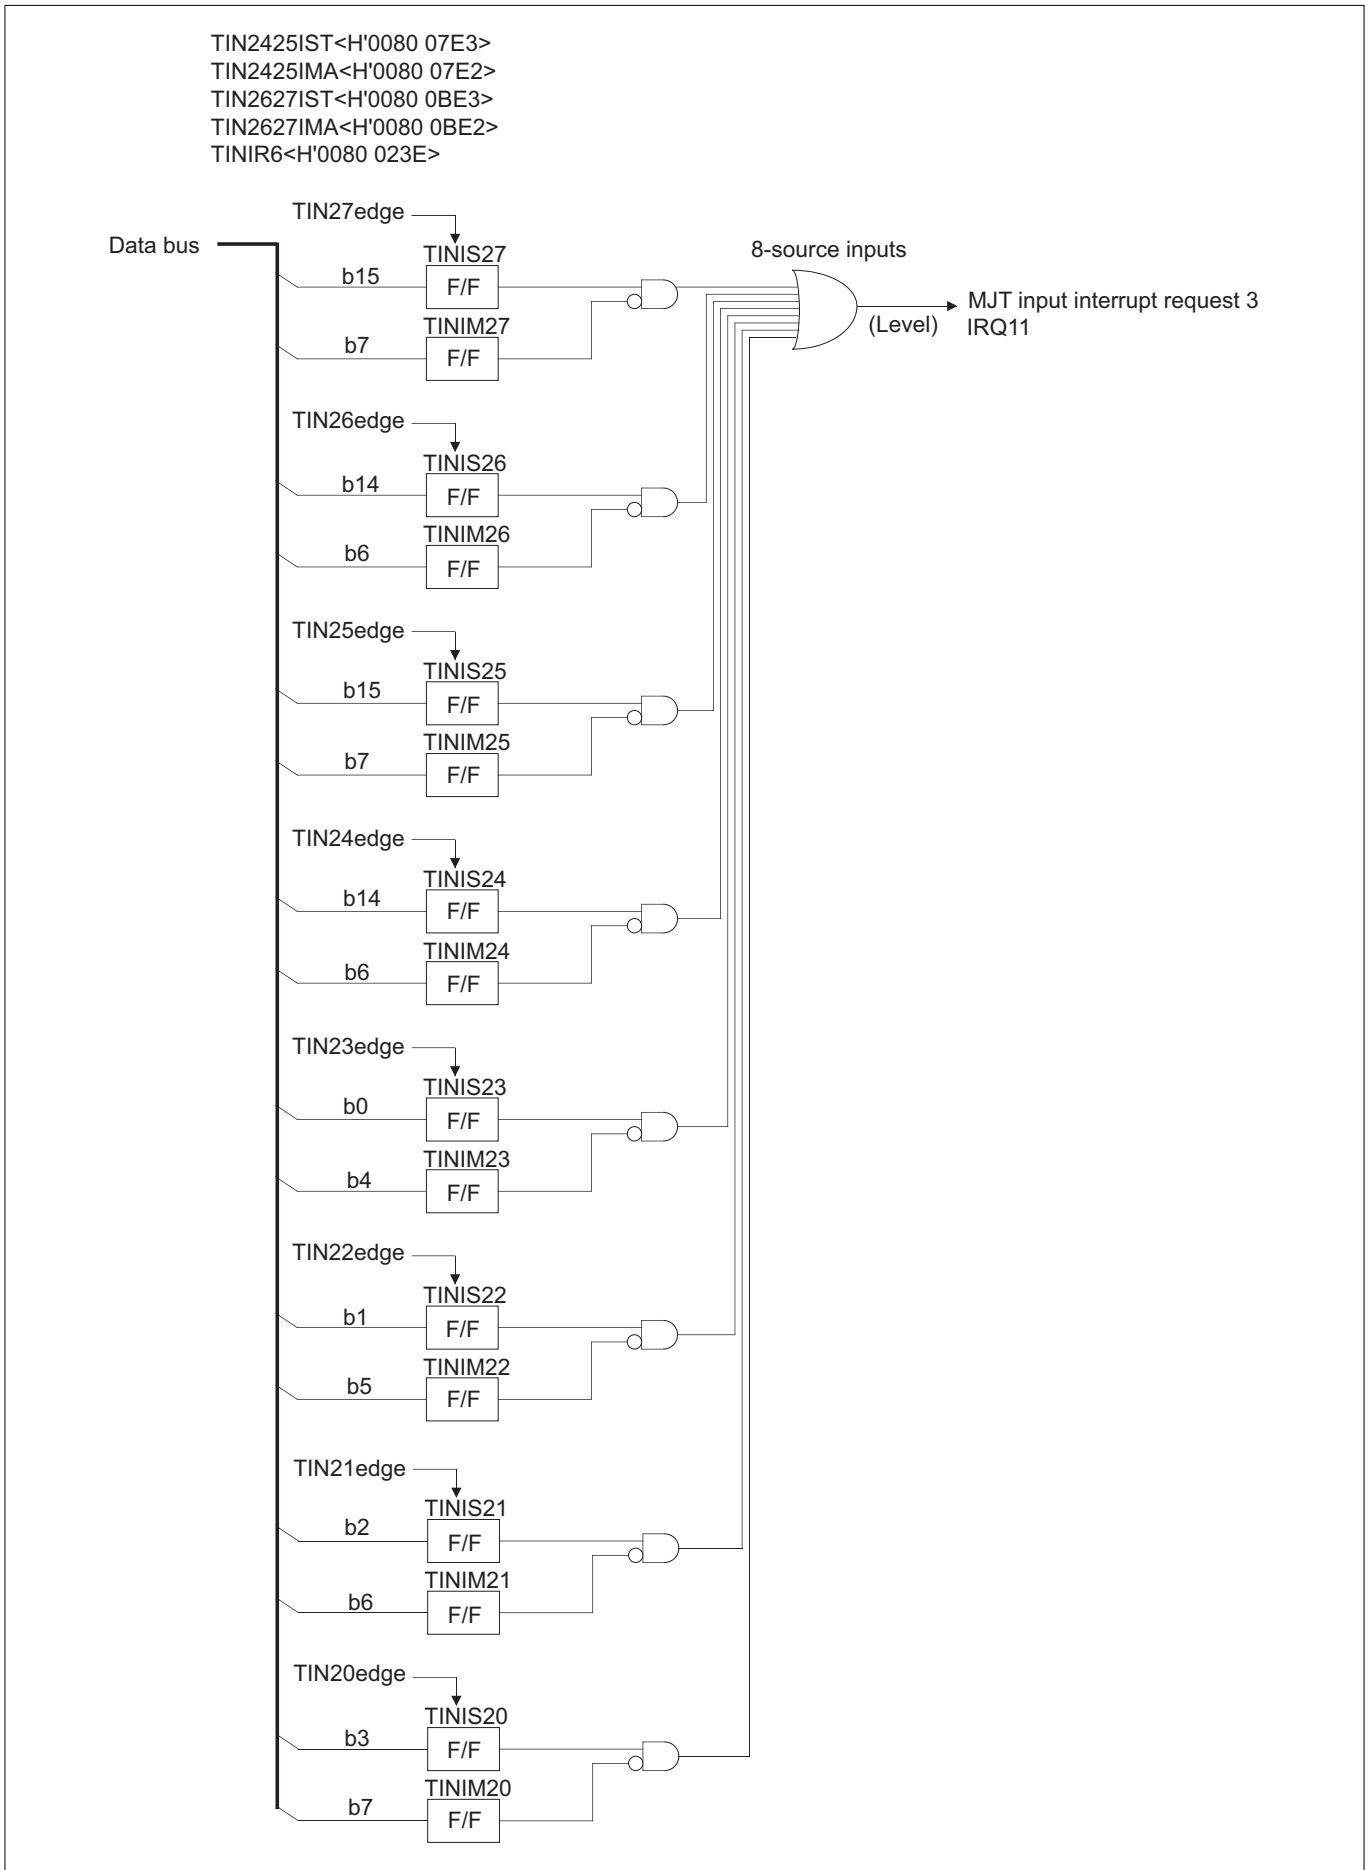 TIN2425IST<H'0080 07E3>
TIN2425IMA<H'0080 07E2>
TIN2627IST<H'0080 0BE3>
TIN2627IMA<H'0080 0BE2>
TINIR6<H'0080 023E>
TIN27edge
Data bus
TINIS27
8-source inputs
b15
F/F
MJT input interrupt request 3
(Level)
IRQ11
TINIM27
b7
F/F
TIN26edge
TINIS26
b14
F/F
TINIM26
b6
F/F
TIN25edge
TINIS25
b15
F/F
TINIM25
b7
F/F
TIN24edge
TINIS24
b14
F/F
TINIM24
b6
F/F
TIN23edge
TINIS23
b0
F/F
TINIM23
b4
F/F
TIN22edge
TINIS22
b1
F/F
TINIM22
b5
F/F
TIN21edge
TINIS21
b2
F/F
TINIM21
b6
F/F
TIN20edge
TINIS20
b3
F/F
TINIM20
b7
F/F